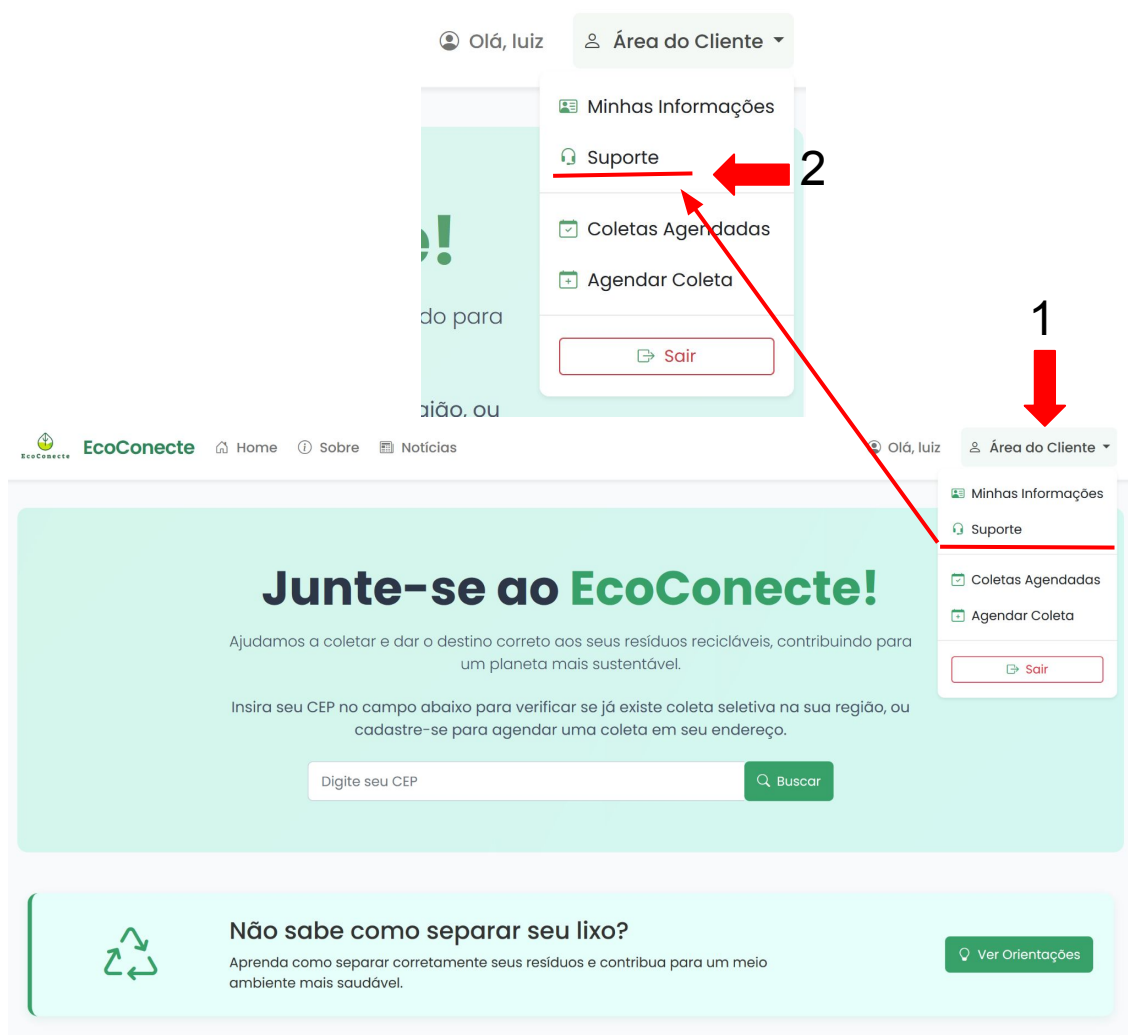 Olá, luiz
Área do Cliente
Minhas Informações
Suporte
2
Coletas Agendadas
Agendar Coleta
Sair
e!
do para
gião, ou
1
EcoConecte
EcoConecte
Home
Sobre
Notícias
Olá, luiz
Área do Cliente
Minhas Informações
Suporte
Coletas Agendadas
Agendar Coleta
Sair
Junte-se ao EcoConecte!
Ajudamos a coletar e dar o destino correto aos seus resíduos recicláveis, contribuindo para
um planeta mais sustentável.
Insira seu CEP no campo abaixo para verificar se já existe coleta seletiva na sua região, ou
cadastre-se para agendar uma coleta em seu endereço.
Digite seu CEP
Buscar
Não sabe como separar seu lixo?
Aprenda como separar corretamente seus resíduos e contribua para um meio
ambiente mais saudável.
Ver Orientações